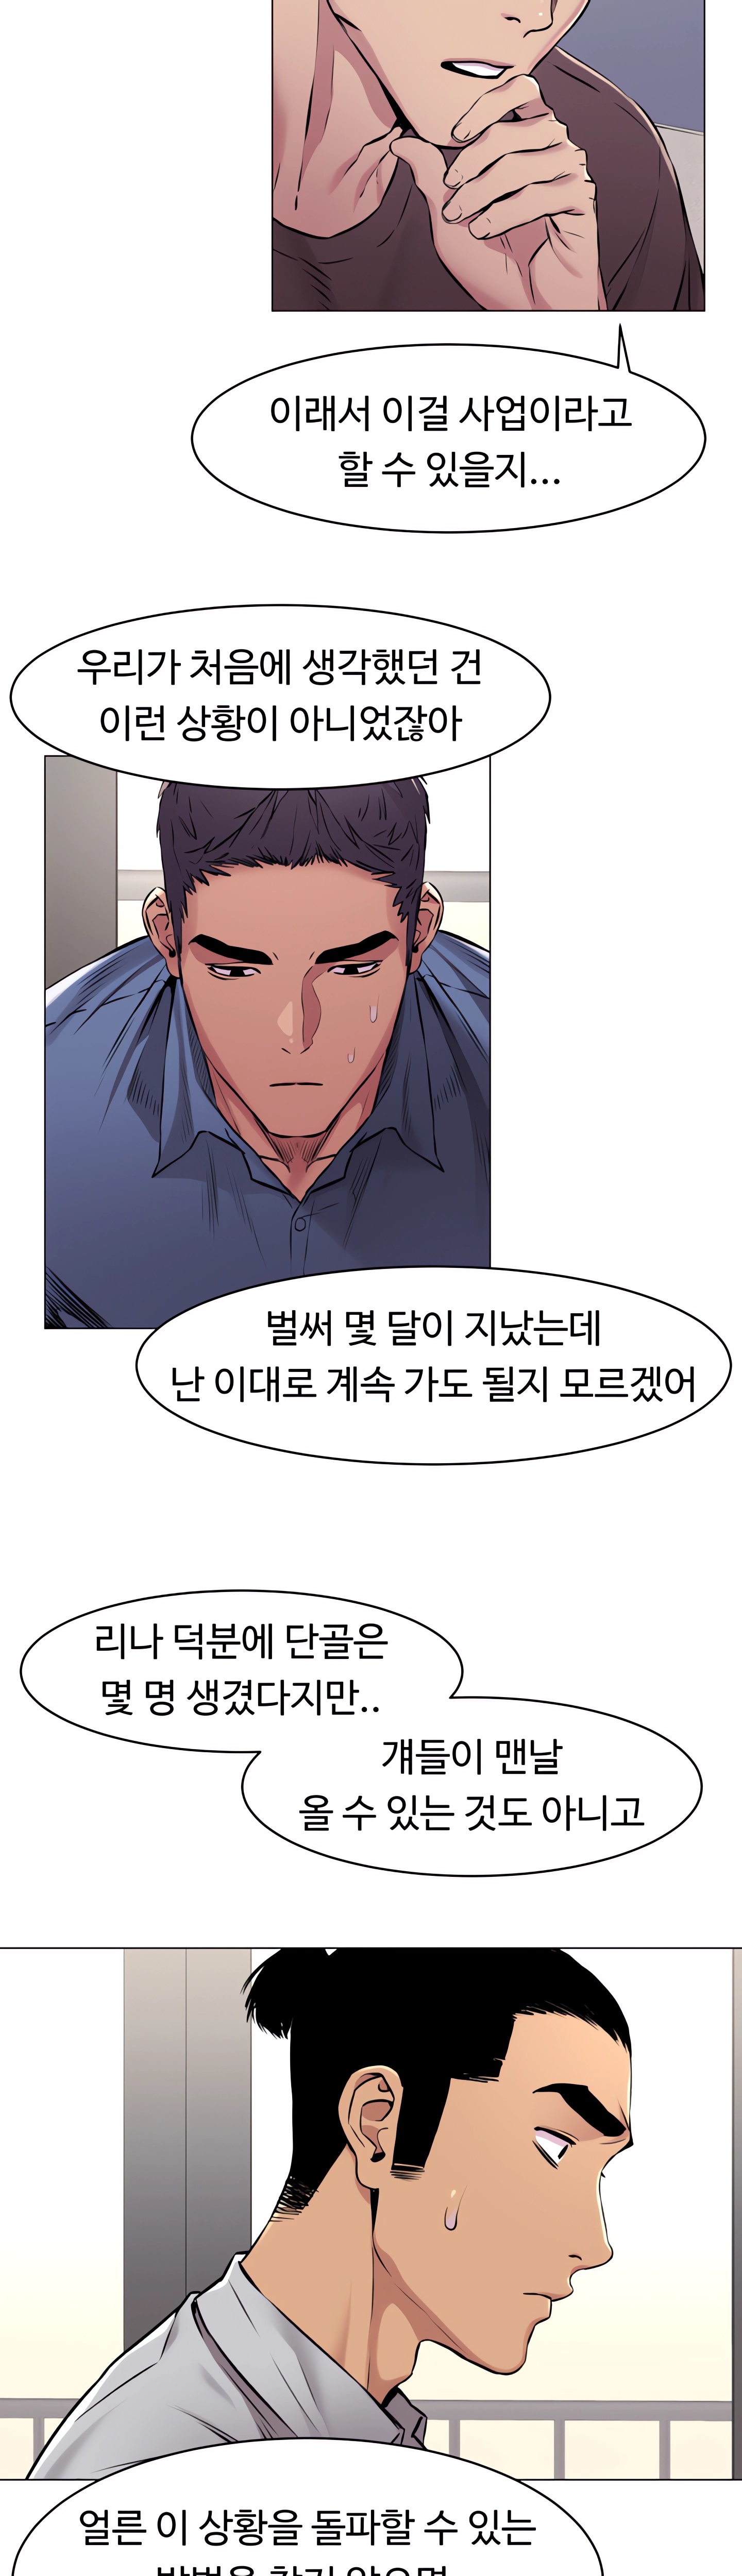 이래서 이걸 사업이라고
할 수 있을지...
우리가 처음에 생각했던 건
이런 상황이 아니었잖아
벌써 몇 달이 지났는데
난 이대로 계속 가도 될지 모르겠어
리나 덕분에 단골은
몇 명 생겼다지만..
걔들이 맨날
올 수 있는 것도 아니고
얼른 이 상황을 돌파할 수 있는